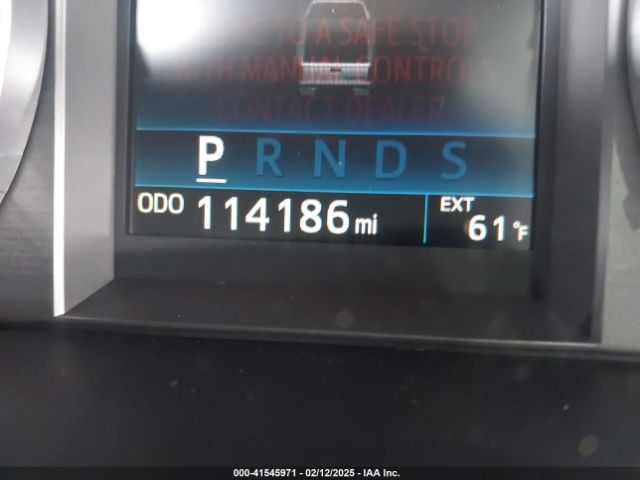 TO A SAFE STOP
WITH MANUAL CONTROLS
CONTACT DEALER
P R N D S
ODO 114186 mi
EXT
61°F
000-41545971 - 02/12/2025 - IAA Inc.